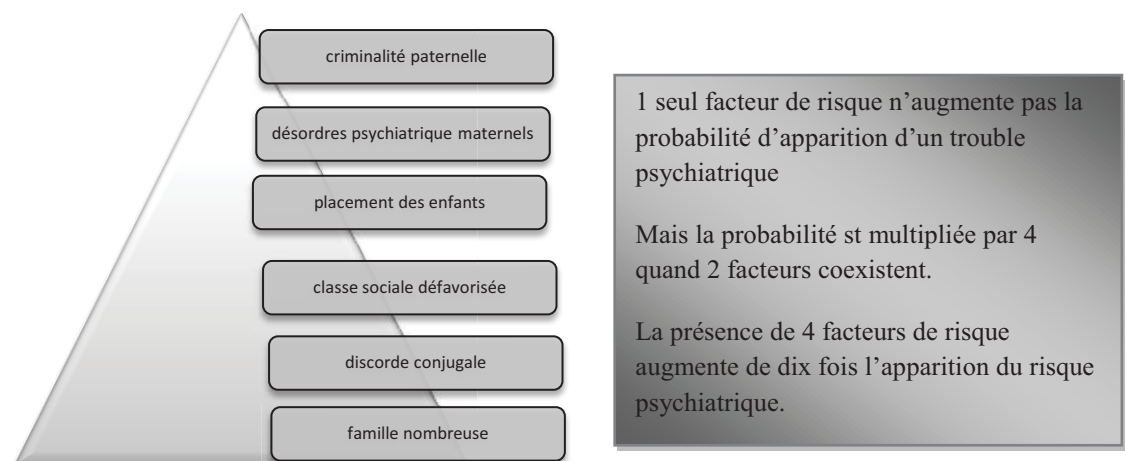 criminalité paternelle
désordres psychiatrique maternels
placement des enfants
classe sociale défavorisée
discorde conjugale
famille nombreuse
1 seul facteur de risque n’augmente pas la
probabilité d’apparition d’un trouble
psychiatrique
Mais la probabilité st multipliée par 4
quand 2 facteurs coexistent.
La présence de 4 facteurs de risque
augmente de dix fois l’apparition du risque
psychiatrique.